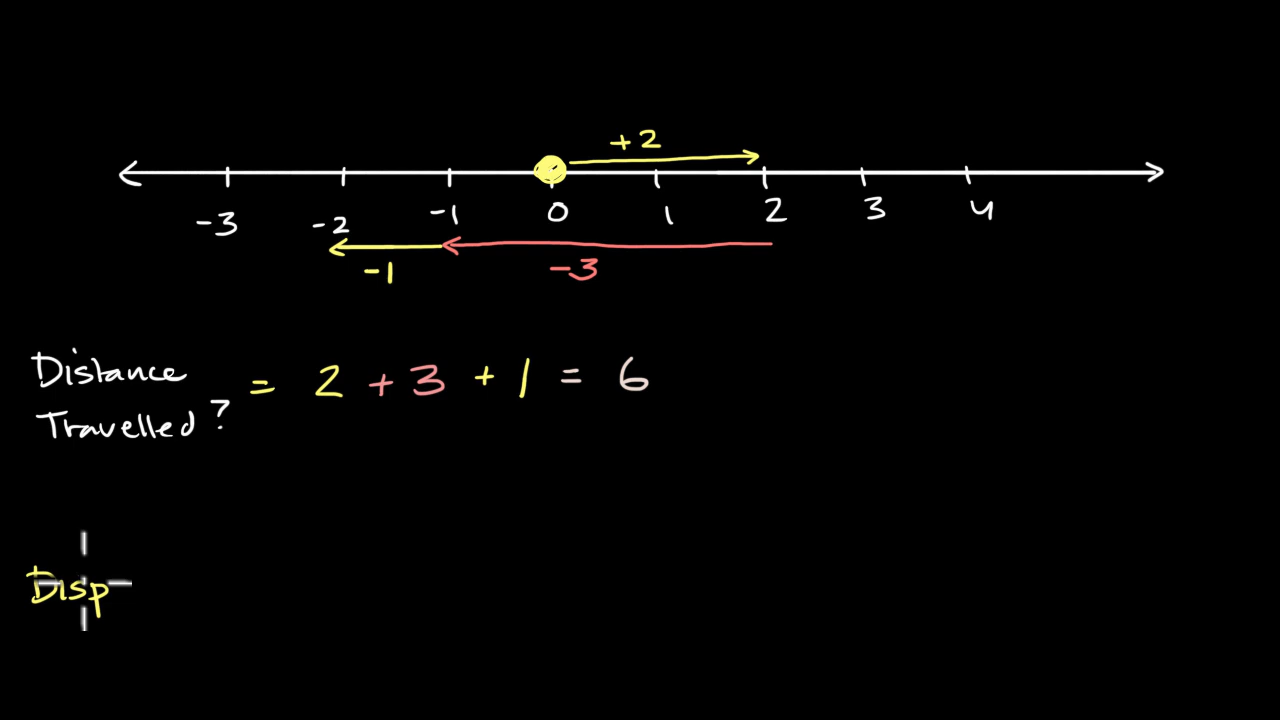 +2
-3 -2 -1 0 1 2 3 4
-1 -3
Distance
Travelled? = 2 + 3 + 1 = 6
Disp